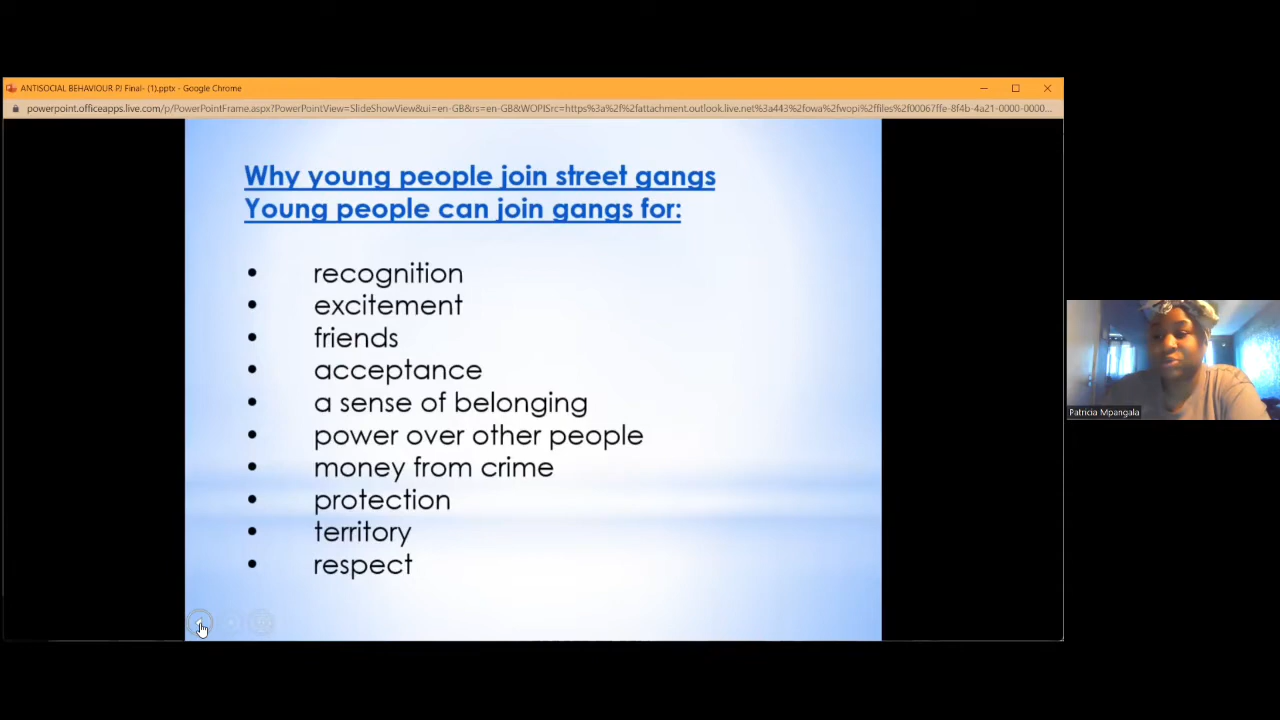 ANTISOCIAL BEHAVIOUR PJ Final- (1).pptx - Google Chrome
powerpoint.officeapps.live.com/p/PowerPointFrame.aspx?PowerPointView=SlideShowView&ui=en-GB&rs=en-GB&WOPISrc=https%3a%2f%2fattachment.outlook.live.net%3a443%2fowa%2fwopi%2ffiles%2f00067ffe-8f4b-4a21-0000-0000...
Why young people join street gangs
Young people can join gangs for:
• recognition
• excitement
• friends
• acceptance
• a sense of belonging
• power over other people
• money from crime
• protection
• territory
• respect
Patricia Mpangala